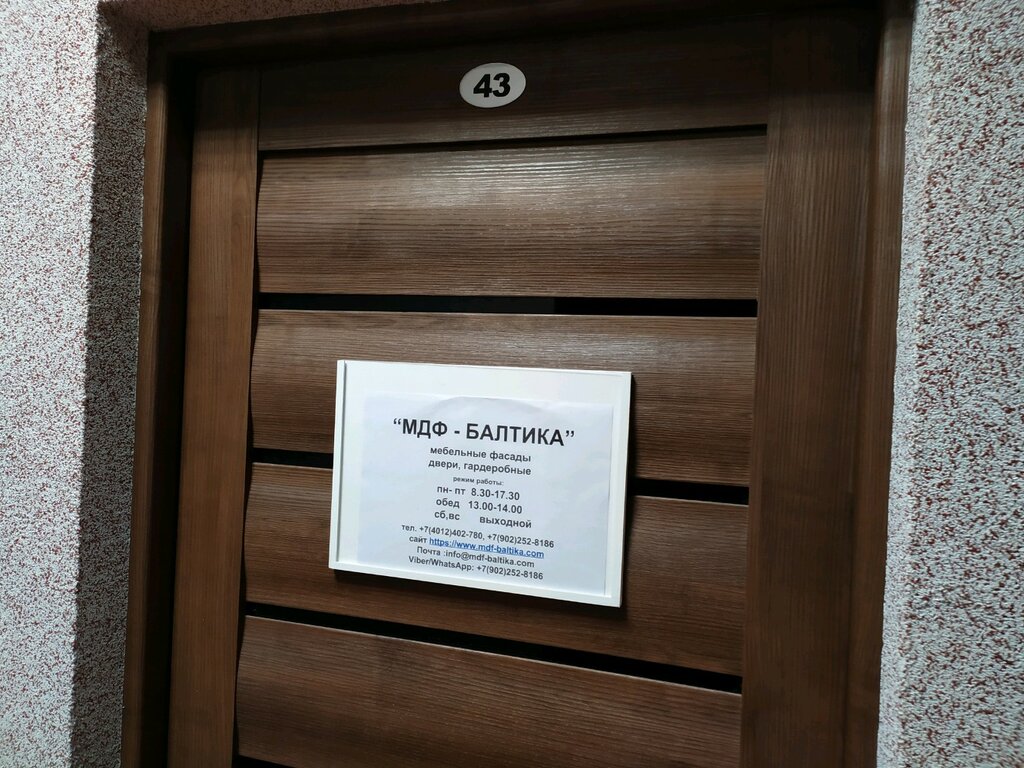 43
“МДФ - БАЛТИКА”
мебельные фасады
двери, гардеробные
режим работы:
пн- пт 8.30-17.30
обед 13.00-14.00
сб,вс выходной
тел. +7(4012)402-780, +7(902)252-8186
сайт https://www.mdf-baltika.com
Почта :info@mdf-baltika.com
Viber/WhatsApp: +7(902)252-8186